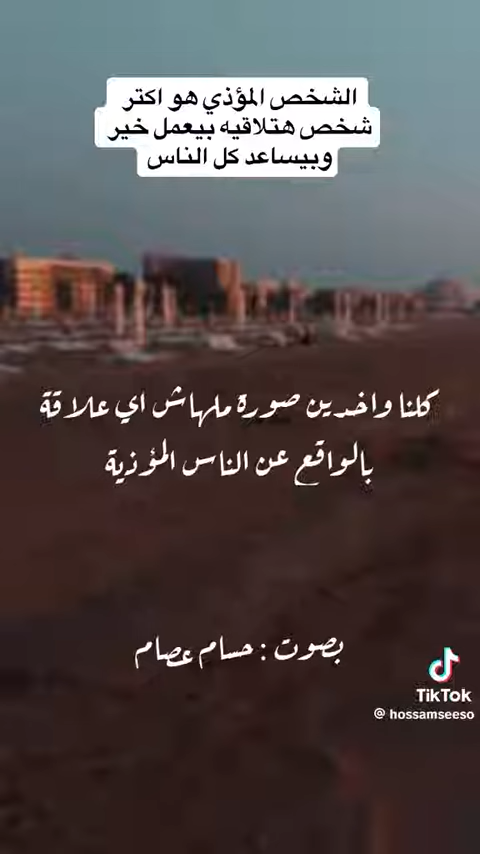 الشخص المؤذي هو اكتر
شخص هتلاقيه بيعمل خير
وبيساعد كل الناس
كلنا واخدين صورة ملهاش اي علاقة
بالواقع عن الناس المؤذية
بصوت : حسام عصام
TikTok
@ hossamseeso